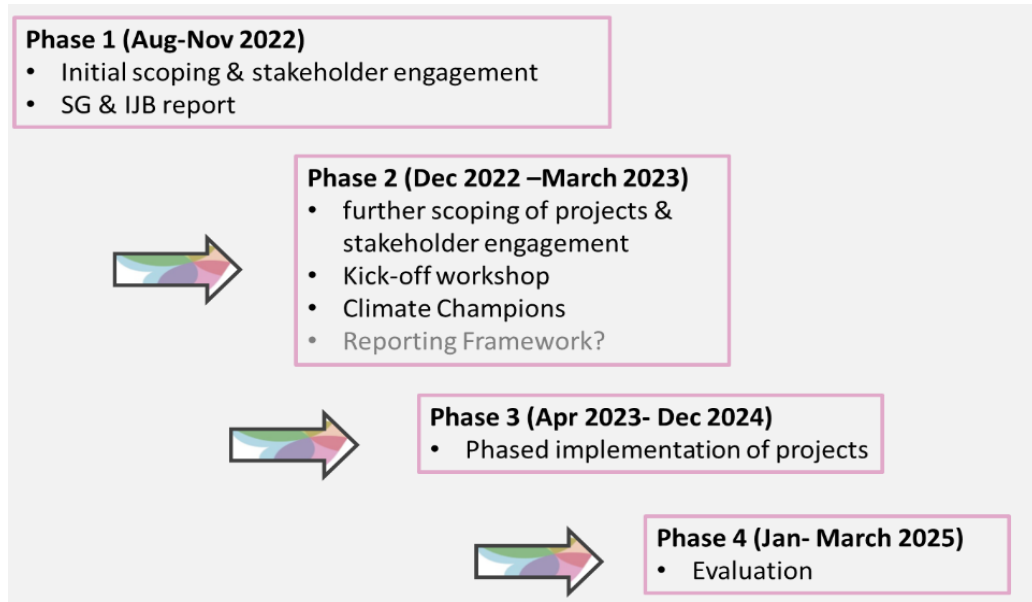 Phase 1 (Aug-Nov 2022)
• Initial scoping & stakeholder engagement
• SG & IJB report
Phase 2 (Dec 2022 –March 2023)
• further scoping of projects &
stakeholder engagement
• Kick-off workshop
• Climate Champions
• Reporting Framework?
Phase 3 (Apr 2023- Dec 2024)
• Phased implementation of projects
Phase 4 (Jan- March 2025)
• Evaluation